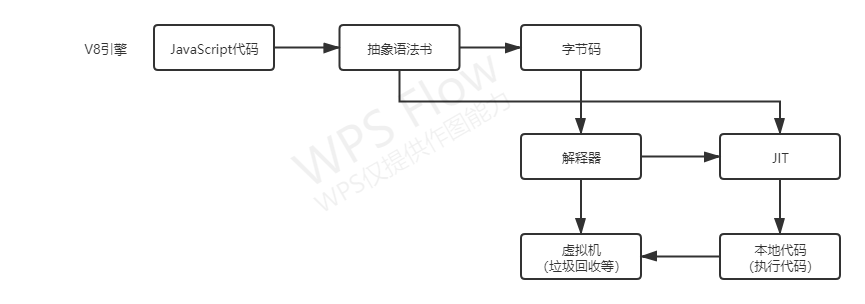 V8引擎
JavaScript代码
抽象语法书
字节码
解释器
JIT
虚拟机
（垃圾回收等）
本地代码
（执行代码）
WPS Flow
WPS仅提供作图能力